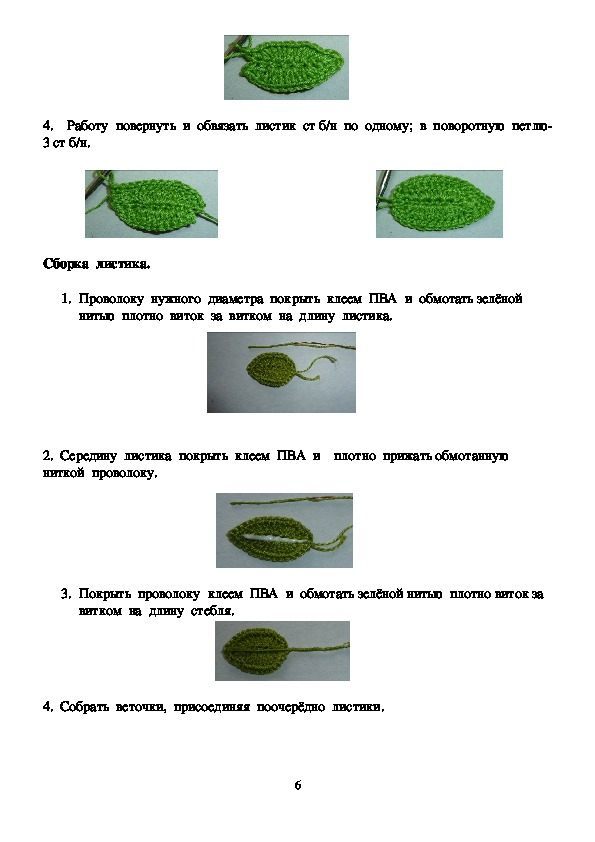 4. Работу повернуть и обвязать листик ст б/н по одному; в поворотную петлю-
3 ст б/н.
Сборка листика.
1. Проволоку нужного диаметра покрыть клеем ПВА и обмотать зелёной
нитью плотно виток за витком на длину листика.
2. Середину листика покрыть клеем ПВА и плотно прижать обмотанную
ниткой проволоку.
3. Покрыть проволоку клеем ПВА и обмотать зелёной нитью плотно виток за
витком на длину стебля.
4. Собрать веточки, присоединяя поочерёдно листики.
6